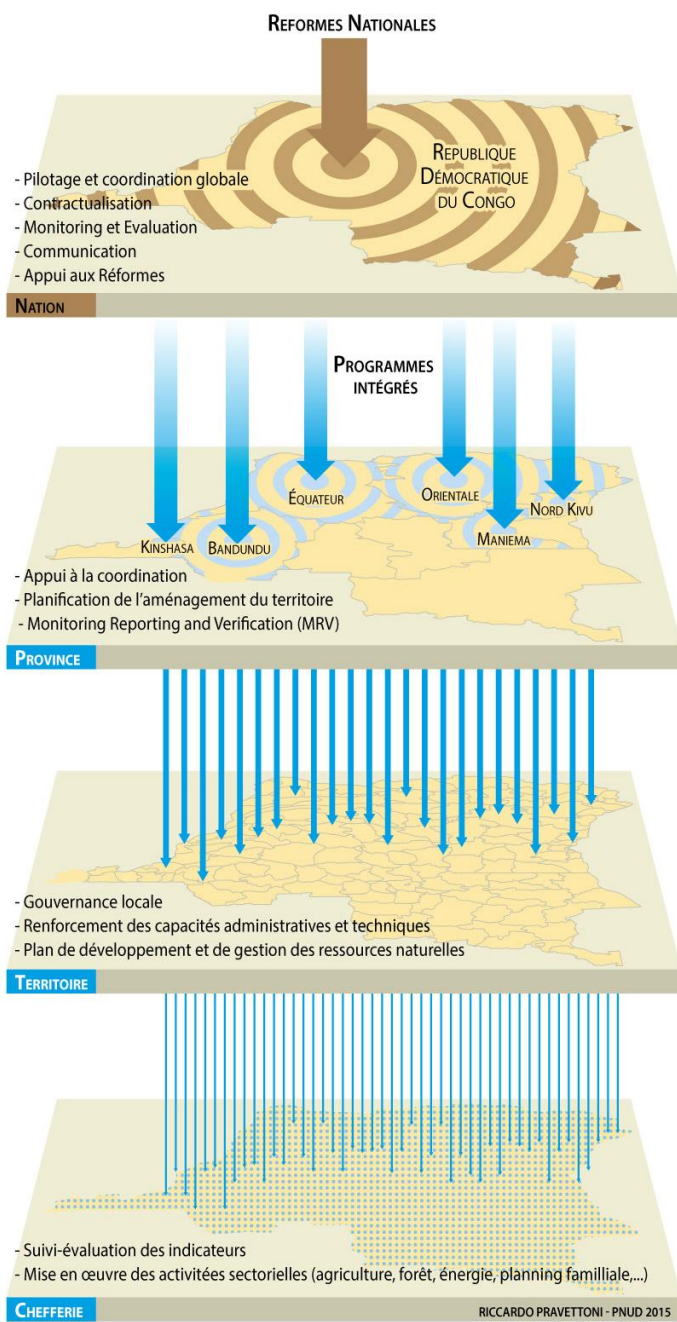 REFORMES NATIONALES
RÉPUBLIQUE
DÉMOCRATIQUE
DU CONGO
- Pilotage et coordination globale
- Contractualisation
- Monitoring et Evaluation
- Communication
- Appui aux Réformes
NATION
PROGRAMMES
INTÉGRÉS
ÉQUATEUR
ORIENTALE
NORD KIVU
KINSHASA
BANDUNDU
MANIEMA
- Appui à la coordination
- Planification de l'aménagement du territoire
- Monitoring Reporting and Verification (MRV)
PROVINCE
- Gouvernance locale
- Renforcement des capacités administratives et techniques
- Plan de développement et de gestion des ressources naturelles
TERRITOIRE
- Suivi-évaluation des indicateurs
- Mise en œuvre des activitées sectorielles (agriculture, forêt, énergie, planning familliale,...)
CHEFFERIE
RICCARDO PRAVETTONI - PNUD 2015